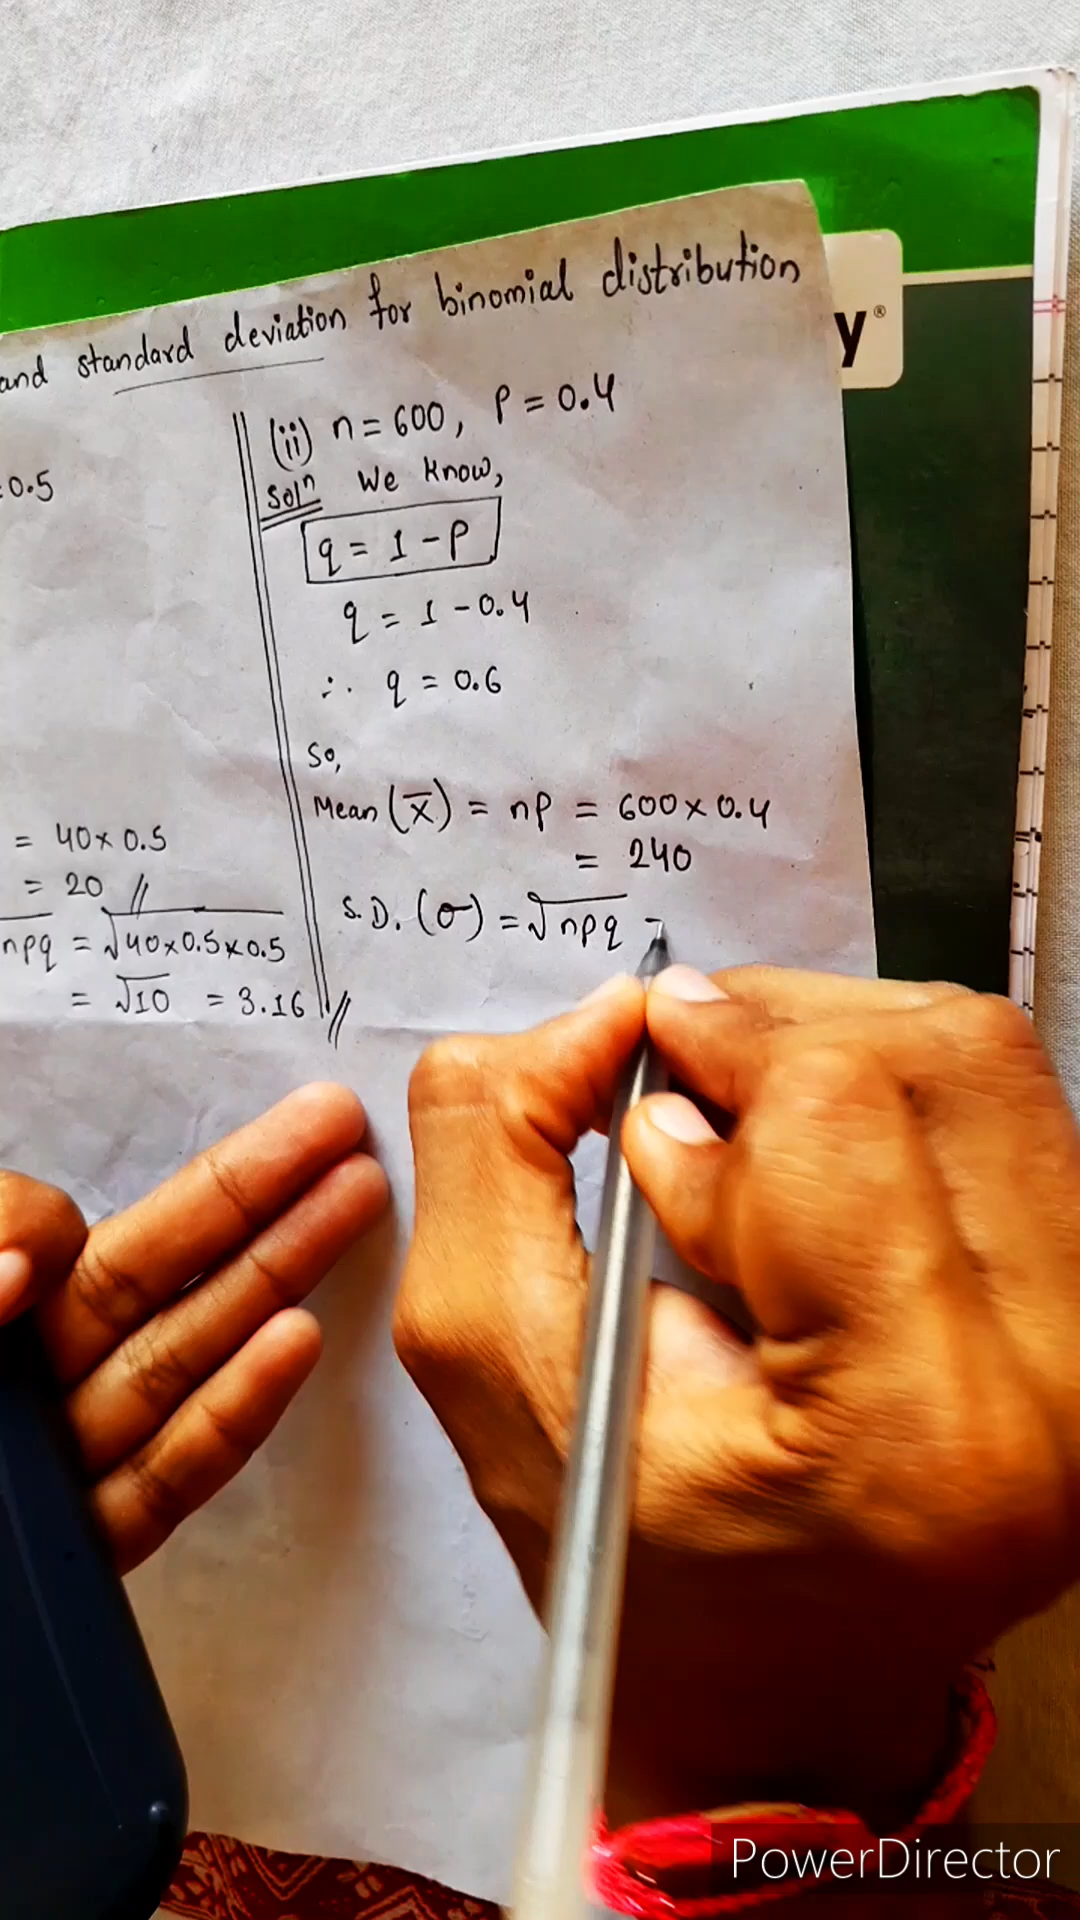 and standard deviation for binomial distribution
=0.5
= 40 × 0.5
= 20 //
npq = √40×0.5×0.5
= √10 = 3.16 //
(ii) n = 600, P = 0.4
Solⁿ We know,
q = 1 - P
q = 1 - 0.4
∴ q = 0.6
So,
Mean (x̅) = np = 600 × 0.4
= 240
S.D. (σ) = √npq =
y®
PowerDirector